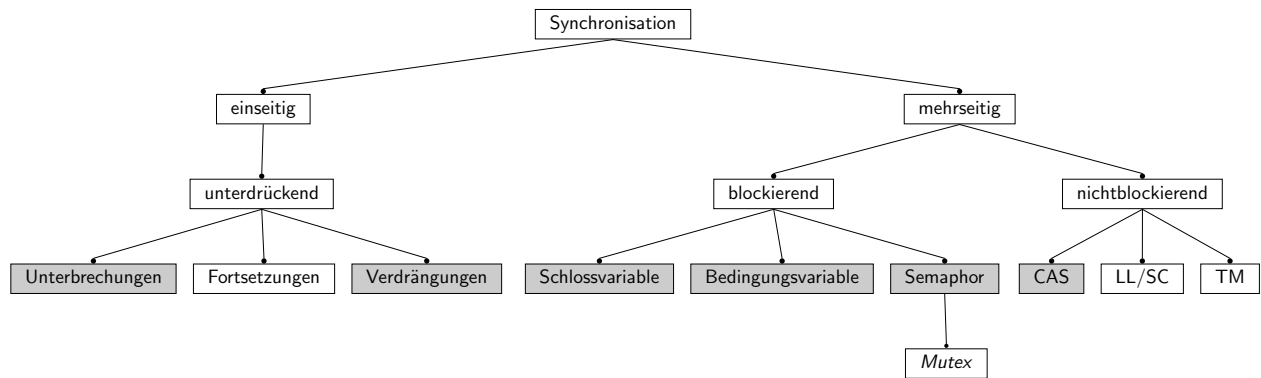 Synchronisation
einseitig
mehrseitig
unterdrückend
blockierend
nichtblockierend
Unterbrechungen
Fortsetzungen
Verdrängungen
Schlossvariable
Bedingungsvariable
Semaphor
CAS
LL/SC
TM
Mutex